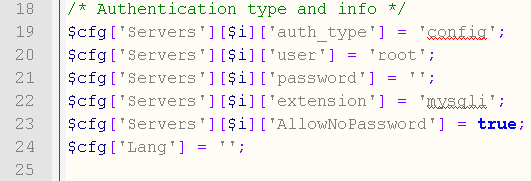 18 /* Authentication type and info */
19 $cfg['Servers'][$i]['auth_type'] = 'config';
20 $cfg['Servers'][$i]['user'] = 'root';
21 $cfg['Servers'][$i]['password'] = '';
22 $cfg['Servers'][$i]['extension'] = 'mysqli';
23 $cfg['Servers'][$i]['AllowNoPassword'] = true;
24 $cfg['Lang'] = '';
25